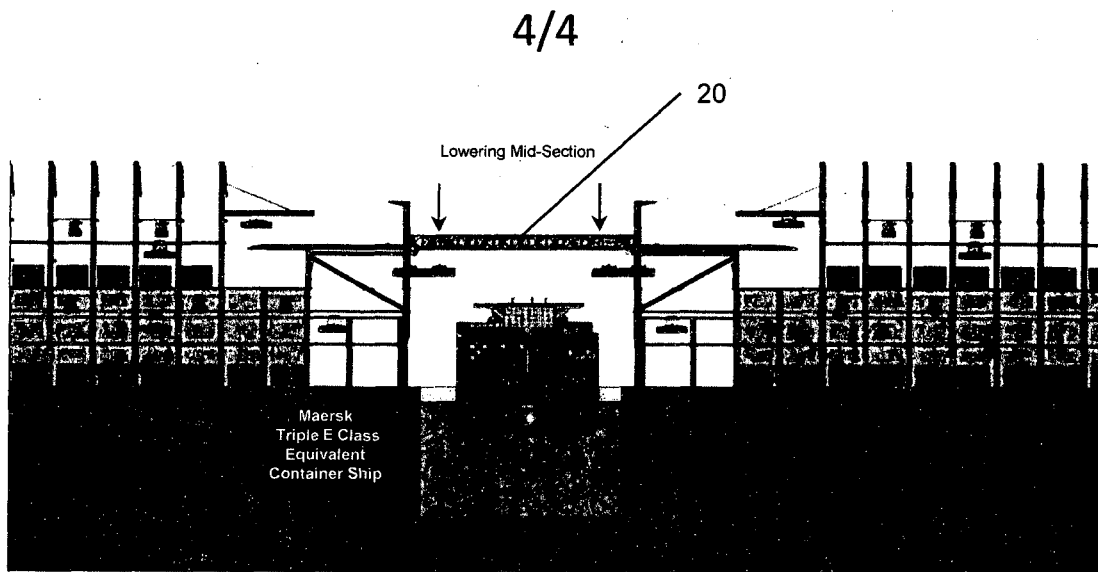 4/4
20
Lowering Mid-Section
Maersk
Triple E Class
Equivalent
Container Ship